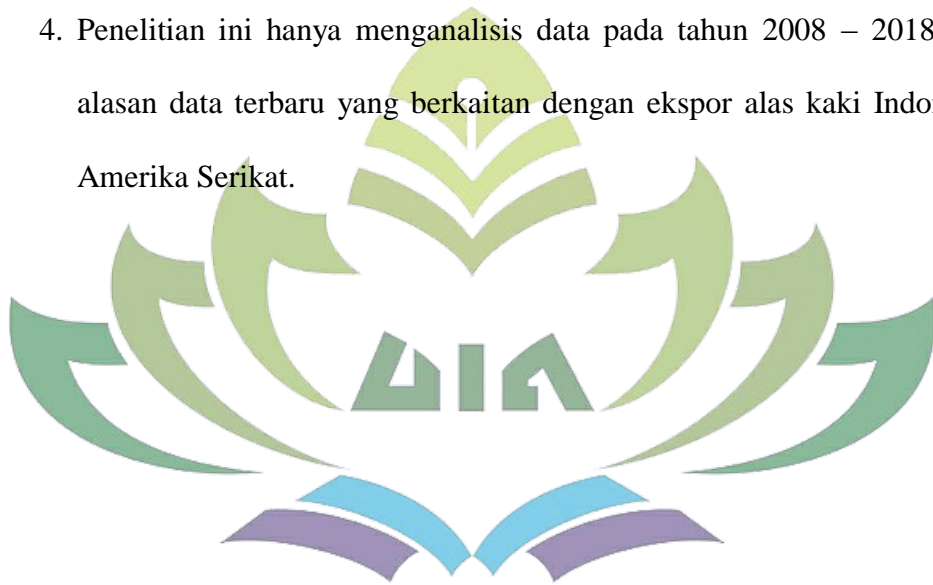 4. Penelitian ini hanya menganalisis data pada tahun 2008 – 2018
alasan data terbaru yang berkaitan dengan ekspor alas kaki
Amerika Serikat.
UIA